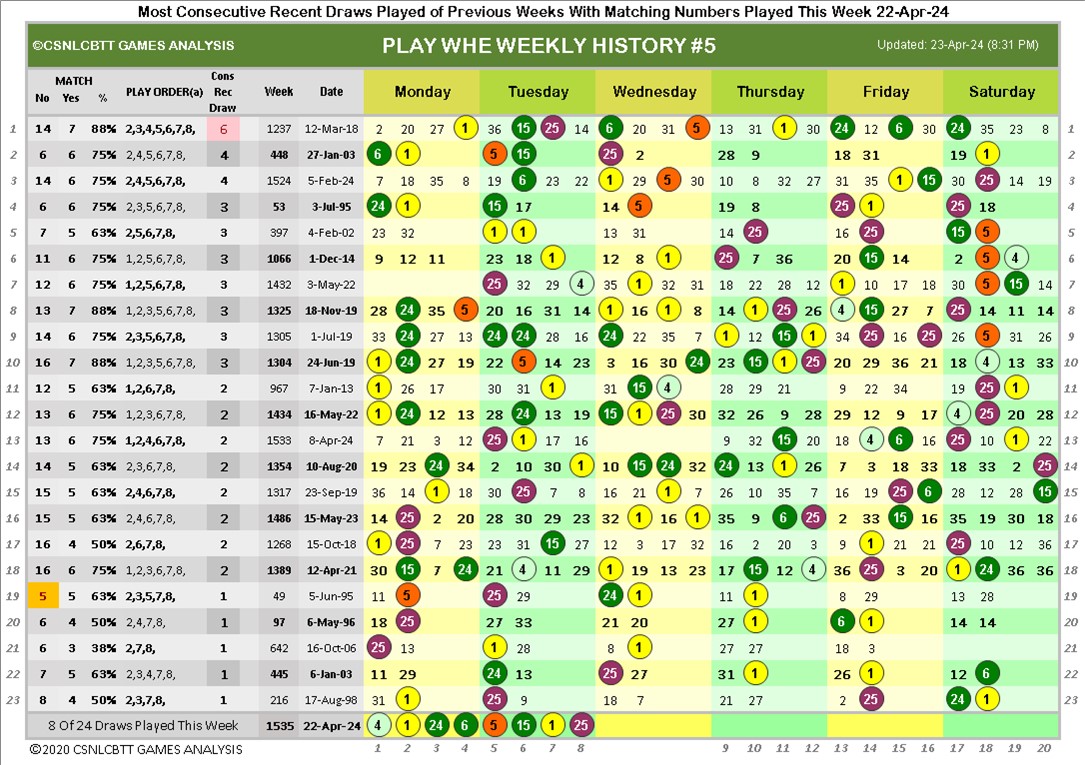 Most Consecutive Recent Draws Played of Previous Weeks With Matching Numbers Played This Week 22-Apr-24
©CSNLCBTT GAMES ANALYSIS PLAY WHE WEEKLY HISTORY #5 Updated: 23-Apr-24 (8:31 PM)
No MATCH Yes % PLAY ORDER(a) Cons Rec Draw Week Date Monday Tuesday Wednesday Thursday Friday Saturday
1 14 7 88% 2,3,4,5,6,7,8, 6 1237 12-Mar-18 2 20 27 1 36 15 25 14 6 20 31 5 13 31 1 30 24 12 6 30 24 35 23 8 1
2 6 6 75% 2,4,5,6,7,8, 4 448 27-Jan-03 6 1 5 15 25 2 28 9 18 31 19 1 2
3 14 6 75% 2,4,5,6,7,8, 4 1524 5-Feb-24 7 18 35 8 19 6 23 22 1 29 5 30 10 8 32 27 31 35 1 15 30 25 14 19 3
4 6 6 75% 2,3,5,6,7,8, 3 53 3-Jul-95 24 1 15 17 14 5 19 8 25 1 25 18 4
5 7 5 63% 2,5,6,7,8, 3 397 4-Feb-02 23 32 1 1 13 31 14 25 16 25 15 5 5
6 11 6 75% 1,2,5,6,7,8, 3 1066 1-Dec-14 9 12 11 23 18 1 12 8 1 25 7 36 20 15 14 2 5 4 6
7 12 6 75% 1,2,5,6,7,8, 3 1432 3-May-22 25 32 29 4 35 1 32 31 18 22 28 12 1 10 17 18 30 5 15 14 7
8 13 7 88% 1,2,3,5,6,7,8, 3 1325 18-Nov-19 28 24 35 5 20 16 31 14 1 16 1 8 14 1 25 26 4 15 27 7 25 14 11 14 8
9 14 6 75% 2,3,5,6,7,8, 3 1305 1-Jul-19 33 24 27 13 24 24 28 29 24 22 35 7 1 12 15 1 34 25 16 25 26 5 31 26 9
10 16 7 88% 1,2,3,5,6,7,8, 3 1304 24-Jun-19 1 24 27 19 22 5 14 23 3 16 30 24 23 15 1 25 20 29 36 21 18 4 13 33 10
11 12 5 63% 1,2,6,7,8, 2 967 7-Jan-13 1 26 17 30 31 1 31 15 4 28 29 21 9 22 34 19 25 1 11
12 13 6 75% 1,2,3,6,7,8, 2 1434 16-May-22 1 24 12 13 28 6 13 19 15 1 25 30 32 26 9 28 29 12 9 17 4 25 20 28 12
13 13 6 75% 1,2,4,6,7,8, 2 1533 8-Apr-24 7 21 3 12 25 1 17 16 9 32 15 20 18 4 6 16 25 10 1 22 13
14 14 5 63% 2,3,6,7,8, 2 1354 10-Aug-20 19 23 24 34 2 10 30 1 10 15 24 32 24 13 1 26 7 3 18 33 18 33 2 25 14
15 15 5 63% 2,4,6,7,8, 2 1317 23-Sep-19 36 14 1 18 30 25 7 8 16 21 1 7 26 10 35 7 16 19 25 6 28 12 28 15 15
16 15 5 63% 2,4,6,7,8, 2 1486 15-May-23 14 25 2 20 28 30 29 23 32 1 16 1 35 9 6 25 2 33 15 16 35 19 30 18 16
17 16 4 50% 2,6,7,8, 2 1268 15-Oct-18 1 25 7 23 23 31 15 27 12 3 17 32 16 2 20 3 9 1 21 21 25 10 12 36 17
18 16 6 75% 1,2,3,6,7,8, 2 1389 12-Apr-21 30 15 7 24 21 4 11 29 1 19 13 18 17 15 12 4 36 25 3 20 1 24 36 36 18
19 5 5 63% 2,3,5,7,8, 1 49 5-Jun-95 11 5 25 29 24 1 11 1 8 29 13 28 19
20 6 4 50% 2,4,7,8, 1 97 6-May-96 18 25 27 33 21 20 27 1 6 1 14 14 20
21 6 3 38% 2,7,8, 1 642 16-Oct-06 25 13 1 28 8 1 27 27 18 3 21
22 7 5 63% 2,3,4,7,8, 1 445 6-Jan-03 11 29 24 13 25 27 31 1 26 1 12 6 22
23 8 4 50% 2,3,7,8, 1 216 17-Aug-98 31 1 25 9 18 7 21 27 2 25 24 1 23
8 Of 24 Draws Played This Week 1535 22-Apr-24 4 1 24 6 5 15 1 25
©2020 CSNLCBTT GAMES ANALYSIS 1 2 3 4 5 6 7 8 9 10 11 12 13 14 15 16 17 18 19 20